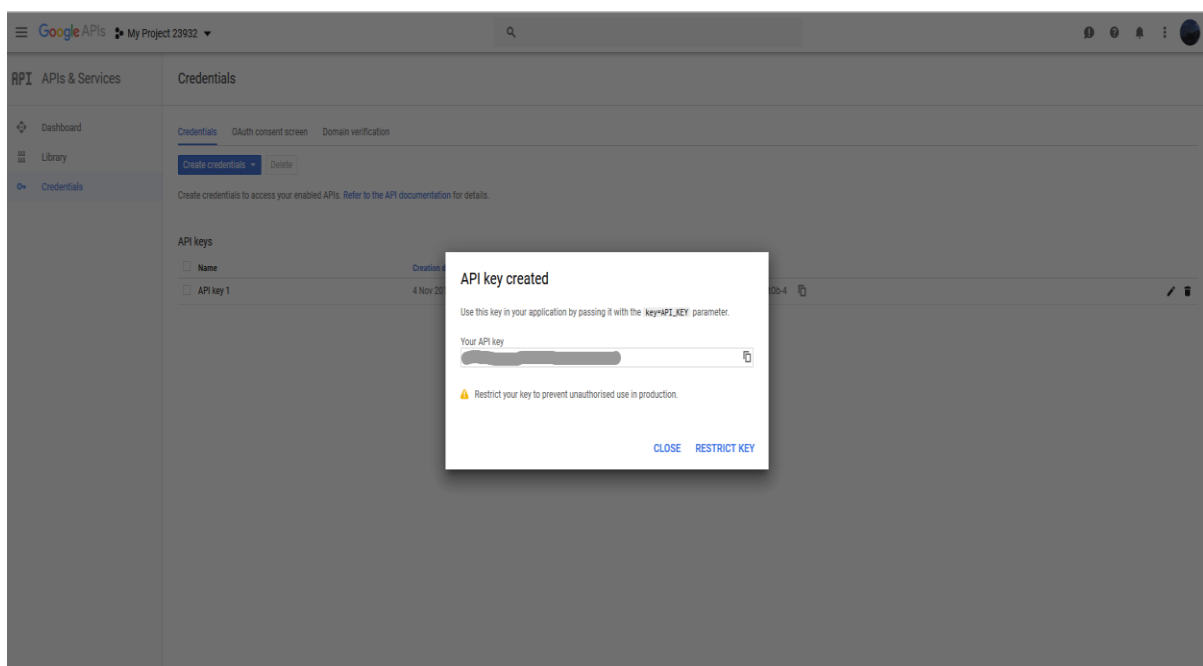 Google APIs My Project 23932
API APIs & Services
Credentials
Dashboard
Library
Credentials
Credentials OAuth consent screen Domain verification
Create credentials Delete
Create credentials to access your enabled APIs. Refer to the API documentation for details.
API keys
Name Creation
API key 1 4 Nov
API key created
Use this key in your application by passing it with the key=API_KEY parameter.
Your API key
Restrict your key to prevent unauthorised use in production.
CLOSE RESTRICT KEY